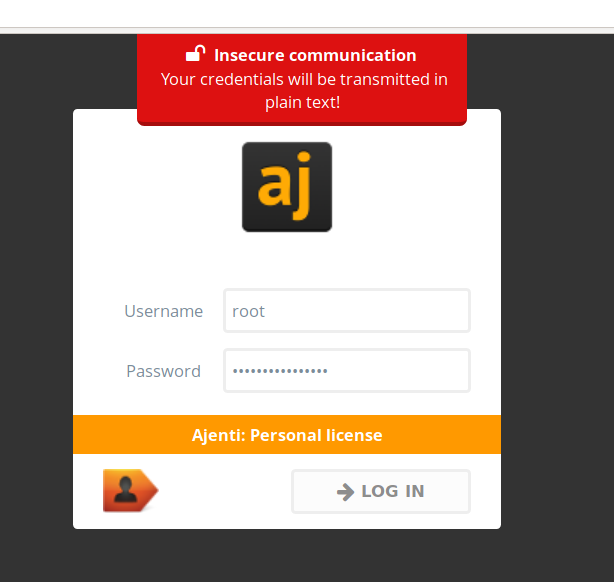 Insecure communication
Your credentials will be transmitted in
plain text!
aj
Username
root
Password
••••••••••••••••
Ajenti: Personal license
LOG IN